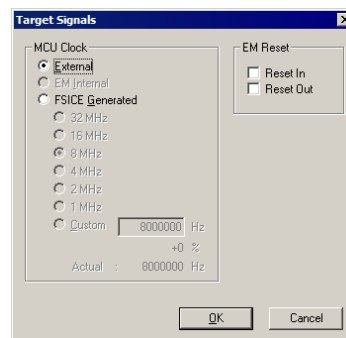 Target Signals
MCU Clock
External
EM Internal
FSICE Generated
32 MHz
16 MHz
8 MHz
4 MHz
2 MHz
1 MHz
Custom 8000000 Hz
+0 %
Actual : 8000000 Hz
EM Reset
Reset In
Reset Out
OK Cancel